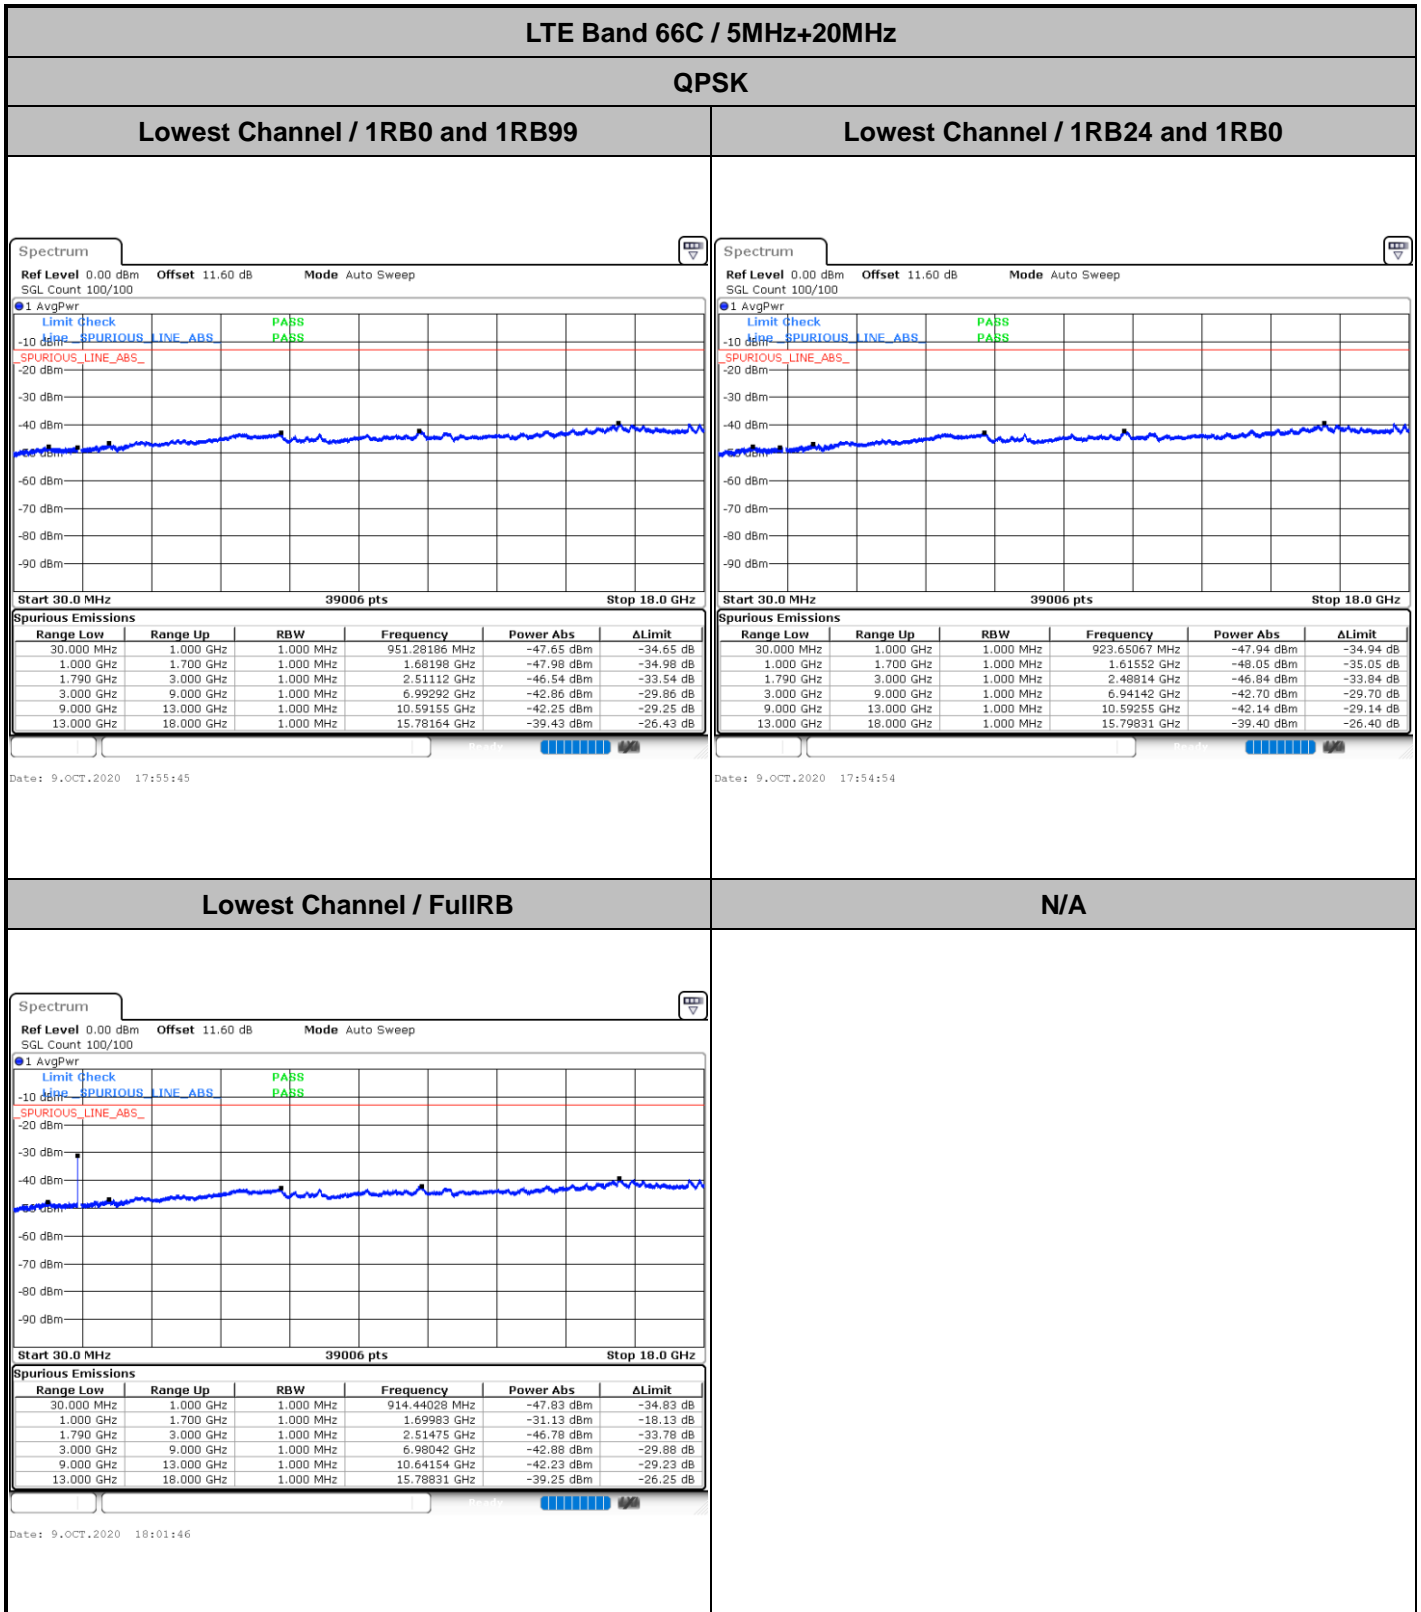 LTE Band 66C / 5MHz+20MHz
QPSK
Lowest Channel / 1RB0 and 1RB99
Lowest Channel / 1RB24 and 1RB0
Spectrum
Ref Level 0.00 dBm Offset 11.60 dB Mode Auto Sweep
SGL Count 100/100
1 AvgPwr
Limit Check PASS
Line _SPURIOUS_LINE_ABS_ PASS
-10 dBm
_SPURIOUS_LINE_ABS_
-20 dBm
-30 dBm
-40 dBm
-50 dBm
-60 dBm
-70 dBm
-80 dBm
-90 dBm
Start 30.0 MHz 39006 pts Stop 18.0 GHz
Spurious Emissions
Range Low Range Up RBW Frequency Power Abs ΔLimit
30.000 MHz 1.000 GHz 1.000 MHz 951.28186 MHz -47.65 dBm -34.65 dB
1.000 GHz 1.700 GHz 1.000 MHz 1.68198 GHz -47.98 dBm -34.98 dB
1.790 GHz 3.000 GHz 1.000 MHz 2.51112 GHz -46.54 dBm -33.54 dB
3.000 GHz 9.000 GHz 1.000 MHz 6.99292 GHz -42.86 dBm -29.86 dB
9.000 GHz 13.000 GHz 1.000 MHz 10.59155 GHz -42.25 dBm -29.25 dB
13.000 GHz 18.000 GHz 1.000 MHz 15.78164 GHz -39.43 dBm -26.43 dB
Ready
Date: 9.OCT.2020 17:55:45
Spectrum
Ref Level 0.00 dBm Offset 11.60 dB Mode Auto Sweep
SGL Count 100/100
1 AvgPwr
Limit Check PASS
Line _SPURIOUS_LINE_ABS_ PASS
-10 dBm
_SPURIOUS_LINE_ABS_
-20 dBm
-30 dBm
-40 dBm
-50 dBm
-60 dBm
-70 dBm
-80 dBm
-90 dBm
Start 30.0 MHz 39006 pts Stop 18.0 GHz
Spurious Emissions
Range Low Range Up RBW Frequency Power Abs ΔLimit
30.000 MHz 1.000 GHz 1.000 MHz 923.65067 MHz -47.94 dBm -34.94 dB
1.000 GHz 1.700 GHz 1.000 MHz 1.61552 GHz -48.05 dBm -35.05 dB
1.790 GHz 3.000 GHz 1.000 MHz 2.48814 GHz -46.84 dBm -33.84 dB
3.000 GHz 9.000 GHz 1.000 MHz 6.94142 GHz -42.70 dBm -29.70 dB
9.000 GHz 13.000 GHz 1.000 MHz 10.59255 GHz -42.14 dBm -29.14 dB
13.000 GHz 18.000 GHz 1.000 MHz 15.79831 GHz -39.40 dBm -26.40 dB
Ready
Date: 9.OCT.2020 17:54:54
Lowest Channel / FullRB
N/A
Spectrum
Ref Level 0.00 dBm Offset 11.60 dB Mode Auto Sweep
SGL Count 100/100
1 AvgPwr
Limit Check PASS
Line _SPURIOUS_LINE_ABS_ PASS
-10 dBm
_SPURIOUS_LINE_ABS_
-20 dBm
-30 dBm
-40 dBm
-50 dBm
-60 dBm
-70 dBm
-80 dBm
-90 dBm
Start 30.0 MHz 39006 pts Stop 18.0 GHz
Spurious Emissions
Range Low Range Up RBW Frequency Power Abs ΔLimit
30.000 MHz 1.000 GHz 1.000 MHz 914.44028 MHz -47.83 dBm -34.83 dB
1.000 GHz 1.700 GHz 1.000 MHz 1.69983 GHz -31.13 dBm -18.13 dB
1.790 GHz 3.000 GHz 1.000 MHz 2.51475 GHz -46.78 dBm -33.78 dB
3.000 GHz 9.000 GHz 1.000 MHz 6.98042 GHz -42.88 dBm -29.88 dB
9.000 GHz 13.000 GHz 1.000 MHz 10.64154 GHz -42.23 dBm -29.23 dB
13.000 GHz 18.000 GHz 1.000 MHz 15.78831 GHz -39.25 dBm -26.25 dB
Ready
Date: 9.OCT.2020 18:01:46